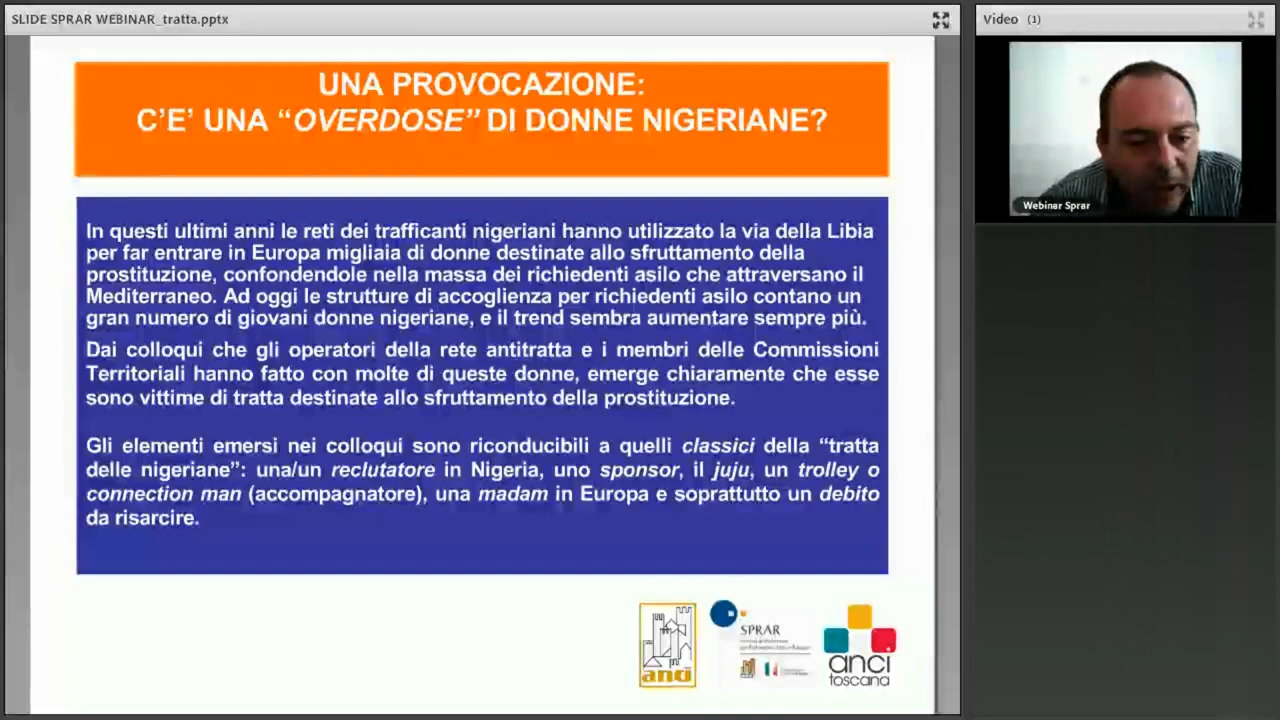 SLIDE SPRAR WEBINAR_tratta.pptx
Video (1)
UNA PROVOCAZIONE:
C'E' UNA “OVERDOSE” DI DONNE NIGERIANE?
Webinar Sprar
In questi ultimi anni le reti dei trafficanti nigeriani hanno utilizzato la via della Libia
per far entrare in Europa migliaia di donne destinate allo sfruttamento della
prostituzione, confondendole nella massa dei richiedenti asilo che attraversano il
Mediterraneo. Ad oggi le strutture di accoglienza per richiedenti asilo contano un
gran numero di giovani donne nigeriane, e il trend sembra aumentare sempre più.
Dai colloqui che gli operatori della rete antitratta e i membri delle Commissioni
Territoriali hanno fatto con molte di queste donne, emerge chiaramente che esse
sono vittime di tratta destinate allo sfruttamento della prostituzione.
Gli elementi emersi nei colloqui sono riconducibili a quelli classici della “tratta
delle nigeriane”: una/un reclutatore in Nigeria, uno sponsor, il juju, un trolley o
connection man (accompagnatore), una madam in Europa e soprattutto un debito
da risarcire.
anci
SPRAR
anci
toscana